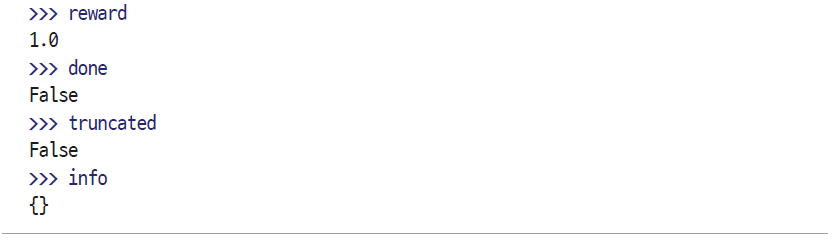 >>> reward
1.0
>>> done
False
>>> truncated
False
>>> info
{}